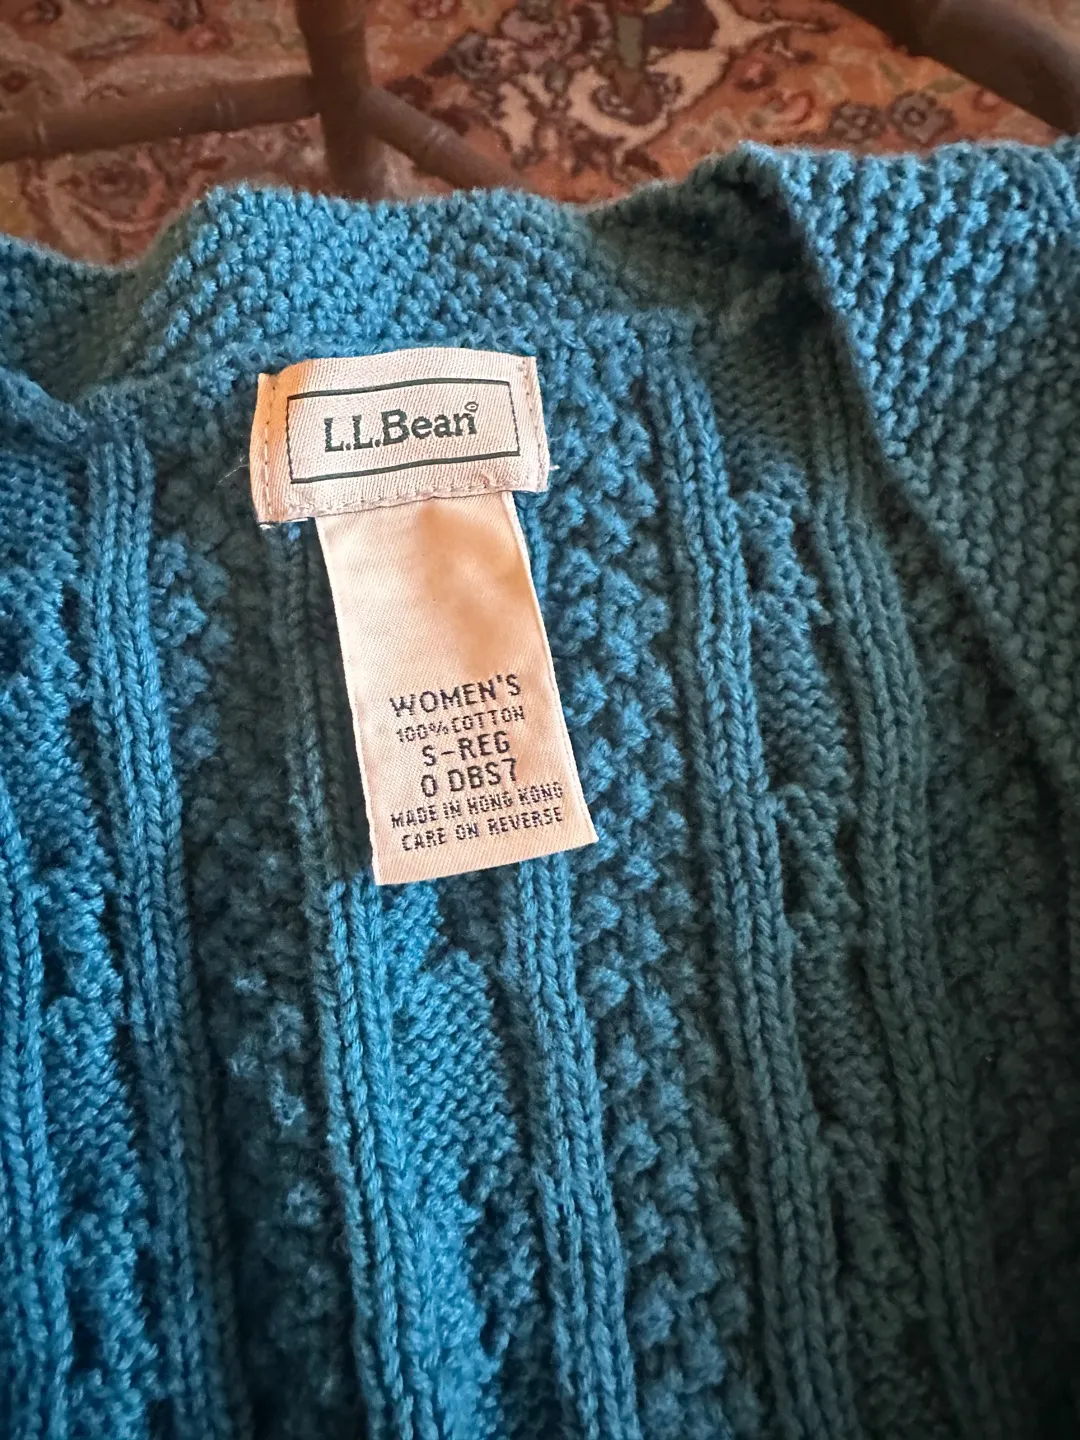 L.L.Bean®
WOMEN'S
100% COTTON
S-REG
0 DBS7
MADE IN HONG KONG
CARE ON REVERSE